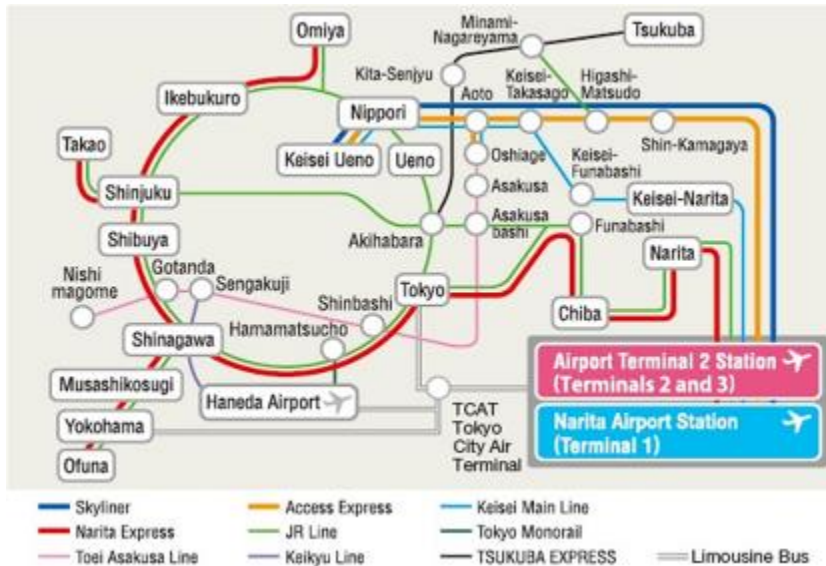 Omiya
Minami-
Nagareyama
Tsukuba
Kita-Senjyu
Keisei-
Takasago
Higashi-
Matsudo
Ikebukuro
Nippori
Aoto
Takao
Keisei Ueno
Ueno
Oshiage
Keisei-
Funabashi
Shin-Kamagaya
Shinjuku
Asakusa
Keisei-Narita
Shibuya
Akihabara
Asakusa
bashi
Funabashi
Nishi
magome
Gotanda
Sengakuji
Shinbashi
Tokyo
Narita
Shinagawa
Hamamatsucho
Chiba
Musashikosugi
Haneda Airport
Airport Terminal 2 Station
(Terminals 2 and 3)
Yokohama
TCAT
Tokyo
City Air
Terminal
Narita Airport Station
(Terminal 1)
Ofuna
Skyliner
Access Express
Keisei Main Line
Narita Express
JR Line
Tokyo Monorail
Toei Asakusa Line
Keikyu Line
TSUKUBA EXPRESS
Limousine Bus